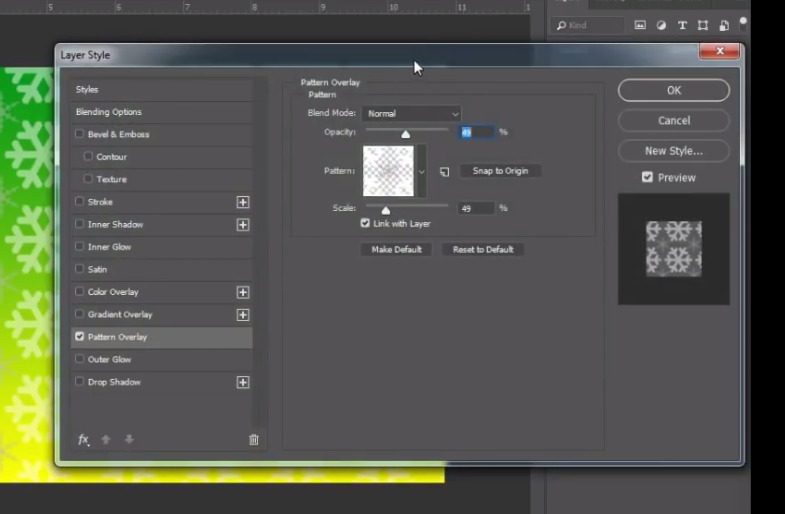 5 6 7 8 9 10 11
Kind
T
Layer Style
X
Styles
Blending Options
Bevel & Emboss
Contour
Texture
Stroke
Inner Shadow
Inner Glow
Satin
Color Overlay
Gradient Overlay
Pattern Overlay
Outer Glow
Drop Shadow
fx
Pattern Overlay
Pattern
Blend Mode: Normal
Opacity: 49 %
Pattern: Snap to Origin
Scale: 49 %
Link with Layer
Make Default Reset to Default
OK
Cancel
New Style...
Preview